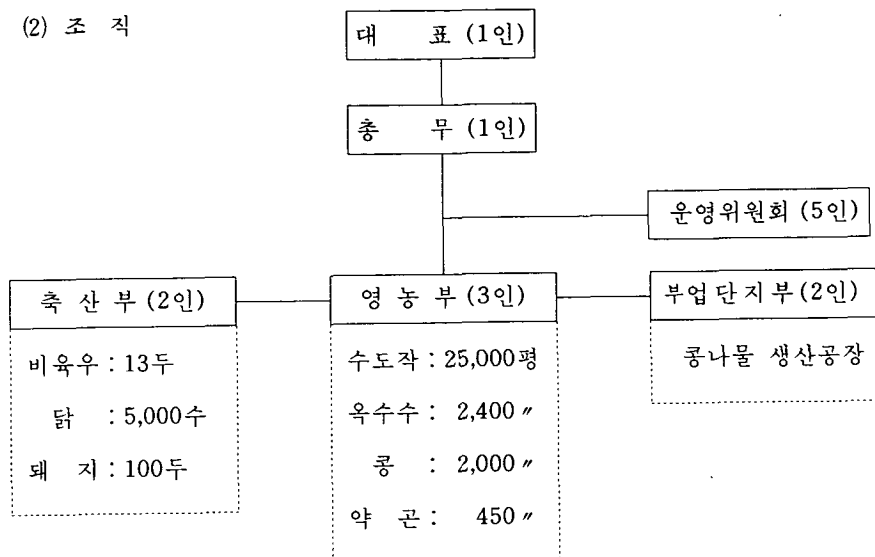 (2) 조 직
대 표 (1인)
총 무 (1인)
운영위원회 (5인)
축 산 부 (2인)
영 농 부 (3인)
부업단지부 (2인)
비육우 : 13두
닭 : 5,000수
돼 지 : 100두
수도작 : 25,000평
옥수수 : 2,400 〃
콩 : 2,000 〃
약 곤 : 450 〃
콩나물 생산공장